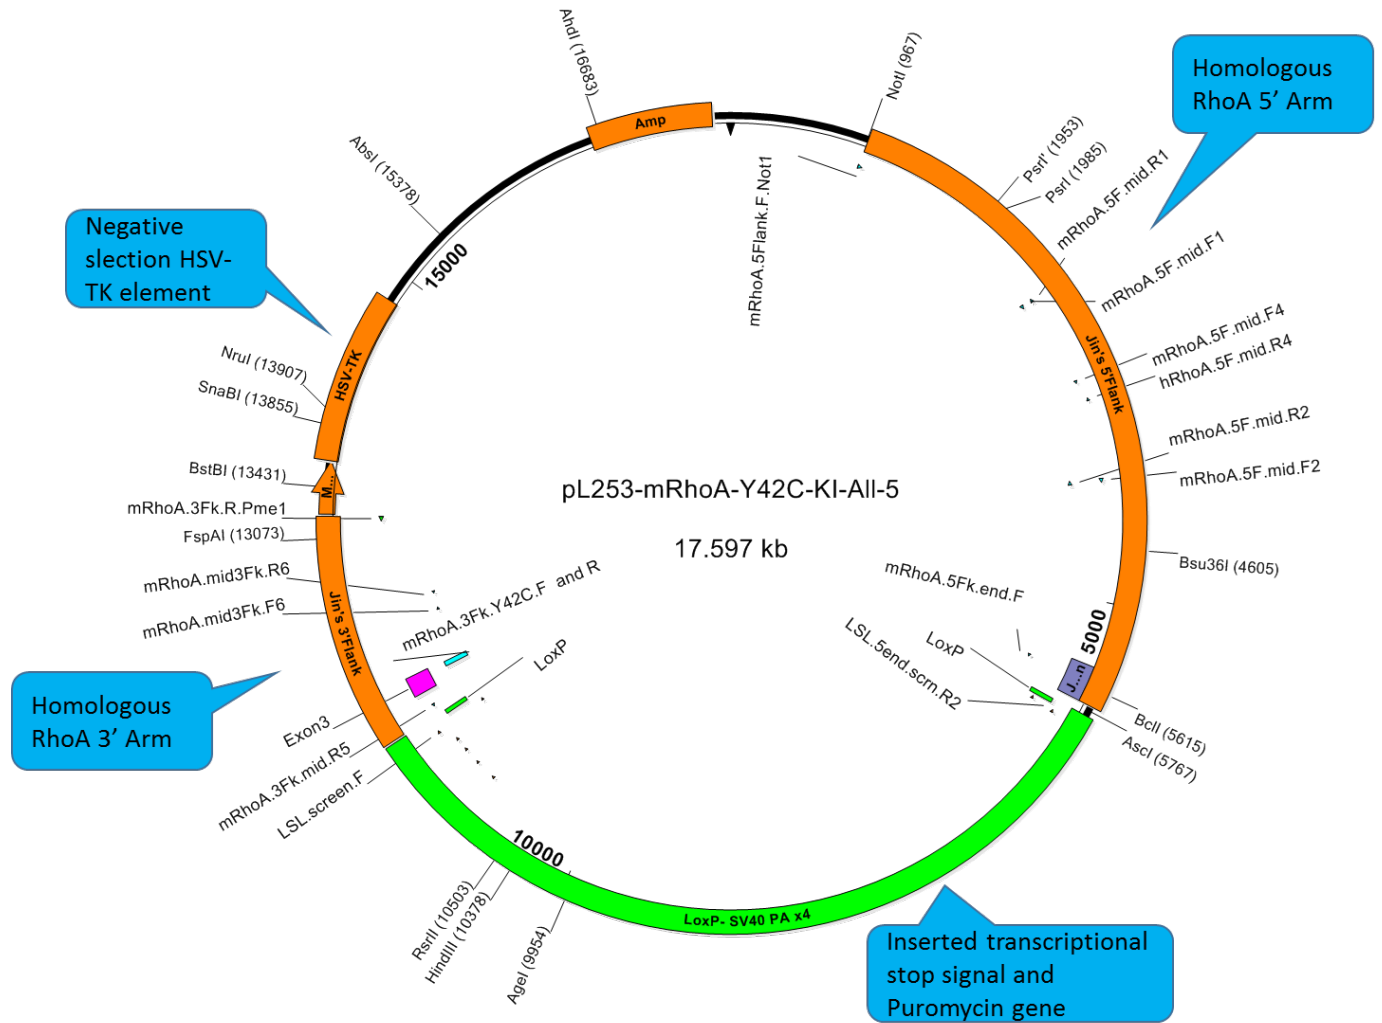 AhdI (16683)
Amp
NotI (967)
Homologous
RhoA 5’ Arm
PsrI' (1953)
PsrI (1985)
mRhoA.5F.mid.R1
mRhoA.5Flank.F.Not1
AbsI (15378)
15000
Negative
slection HSV-
TK element
mRhoA.5F.mid.F1
mRhoA.5F.mid.F4
hRhoA.5F.mid.R4
Jin's 5'Flank
HSV-TK
NruI (13907)
SnaBI (13855)
mRhoA.5F.mid.R2
mRhoA.5F.mid.F2
BstBI (13431)
M...
pL253-mRhoA-Y42C-KI-All-5
17.597 kb
mRhoA.3Fk.R.Pme1
FspAI (13073)
Bsu36I (4605)
mRhoA.5Fk.end.F
mRhoA.mid3Fk.R6
mRhoA.mid3Fk.F6
mRhoA.3Fk.Y42C.F and R
Jin's 3'Flank
5000
LoxP
LSL.5end.scrn.R2
LoxP
J...n
Homologous
RhoA 3’ Arm
Exon3
mRhoA.3Fk.mid.R5
LSL.screen.F
BclI (5615)
AscI (5767)
10000
RsrII (10503)
HindIII (10378)
AgeI (9954)
LoxP- SV40 PA x4
Inserted transcriptional
stop signal and
Puromycin gene